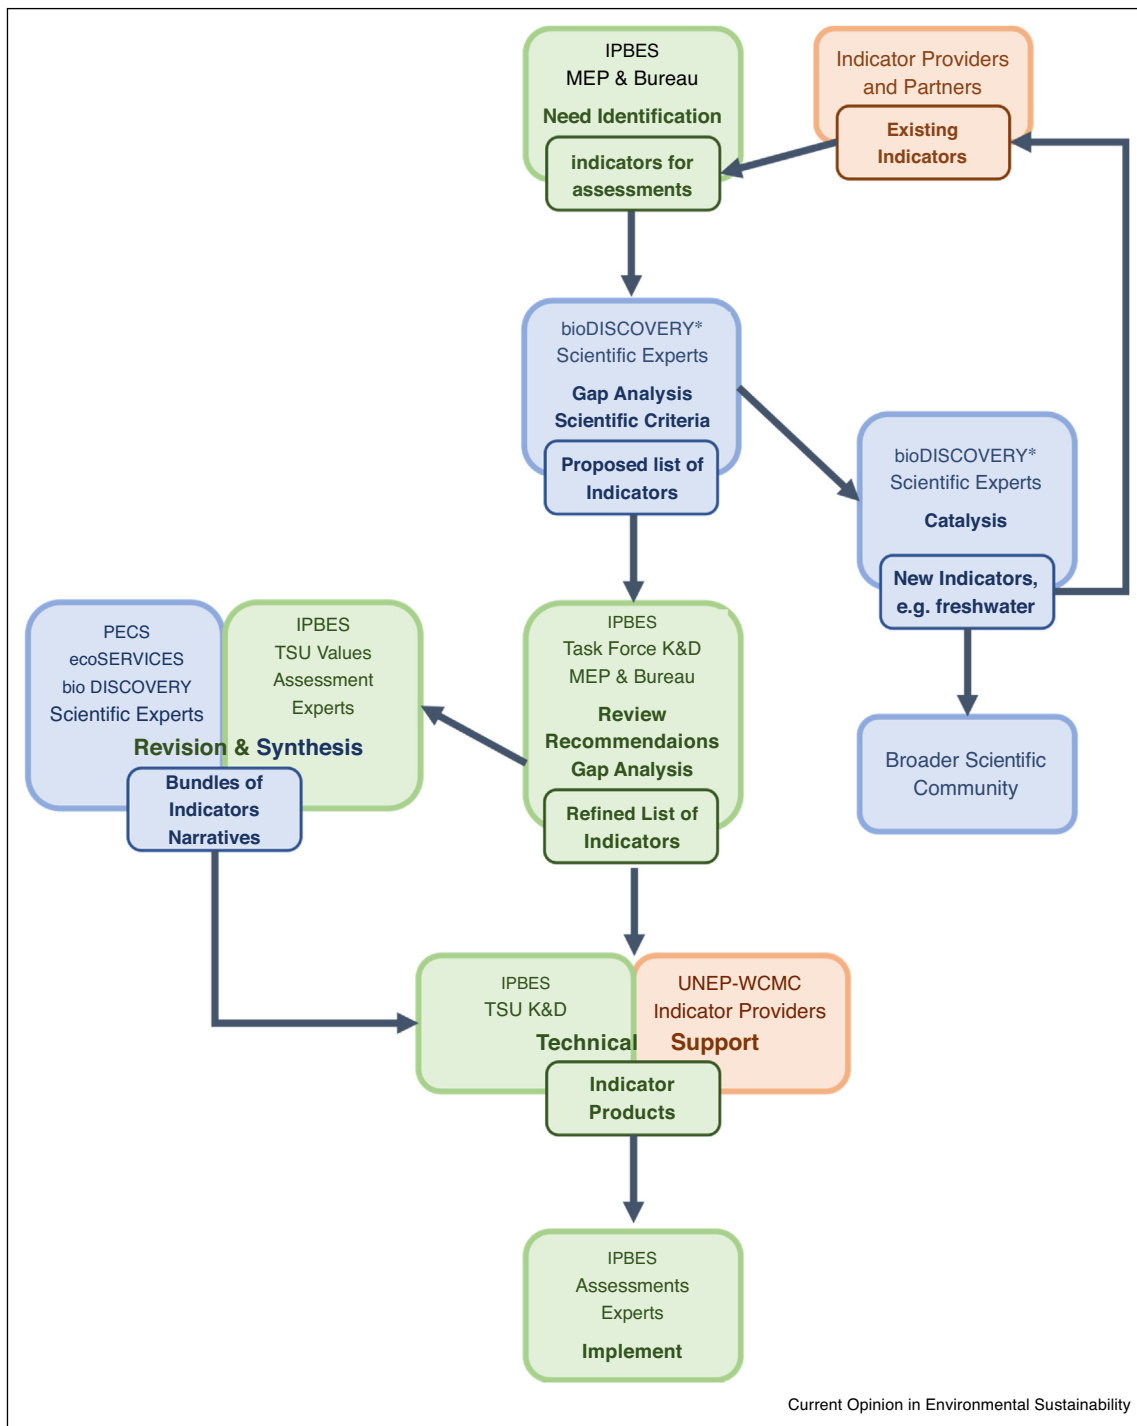 IPBES
MEP & Bureau
Need Identification
indicators for
assessments
Indicator Providers
and Partners
Existing
Indicators
bioDISCOVERY*
Scientific Experts
Gap Analysis
Scientific Criteria
Proposed list of
Indicators
bioDISCOVERY*
Scientific Experts
Catalysis
New Indicators,
e.g. freshwater
Broader Scientific
Community
PECS
ecoSERVICES
bio DISCOVERY
Scientific Experts
IPBES
TSU Values
Assessment
Experts
Revision & Synthesis
Bundles of
Indicators
Narratives
IPBES
Task Force K&D
MEP & Bureau
Review
Recommendaions
Gap Analysis
Refined List of
Indicators
IPBES
TSU K&D
UNEP-WCMC
Indicator Providers
Technical Support
Indicator
Products
IPBES
Assessments
Experts
Implement
Current Opinion in Environmental Sustainability